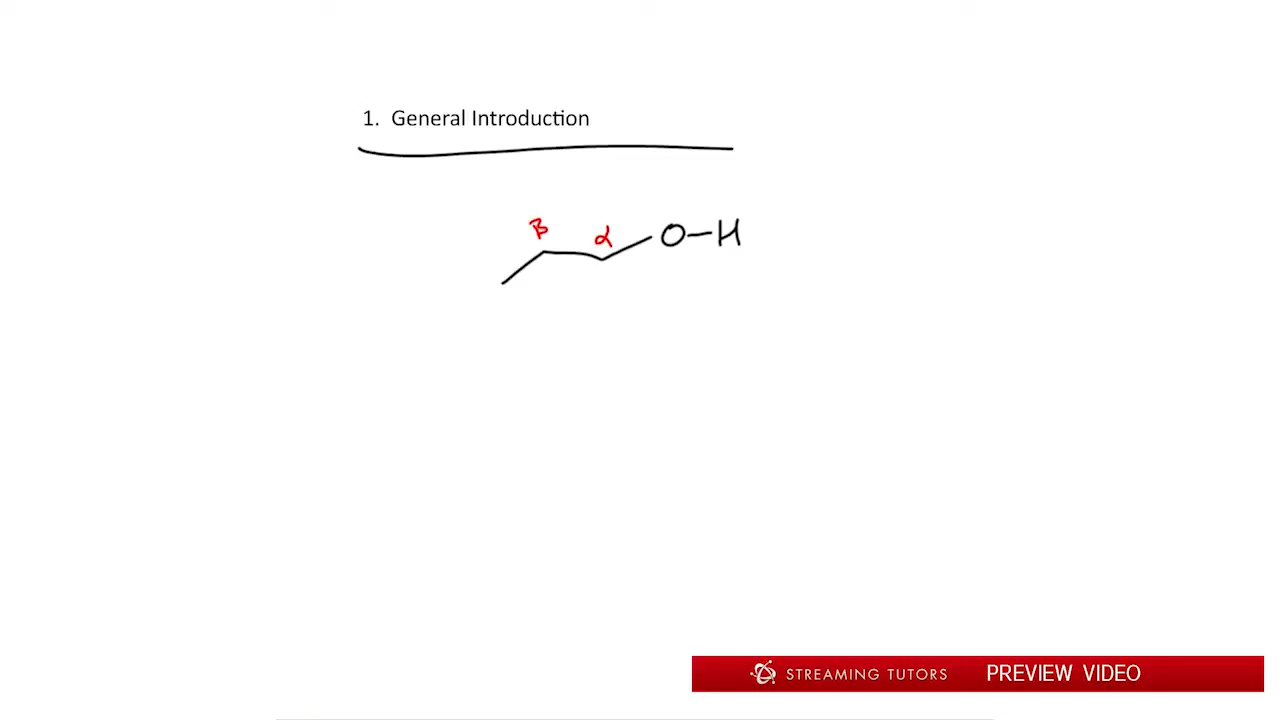 1. General Introduction
β α O–H
STREAMING TUTORS PREVIEW VIDEO